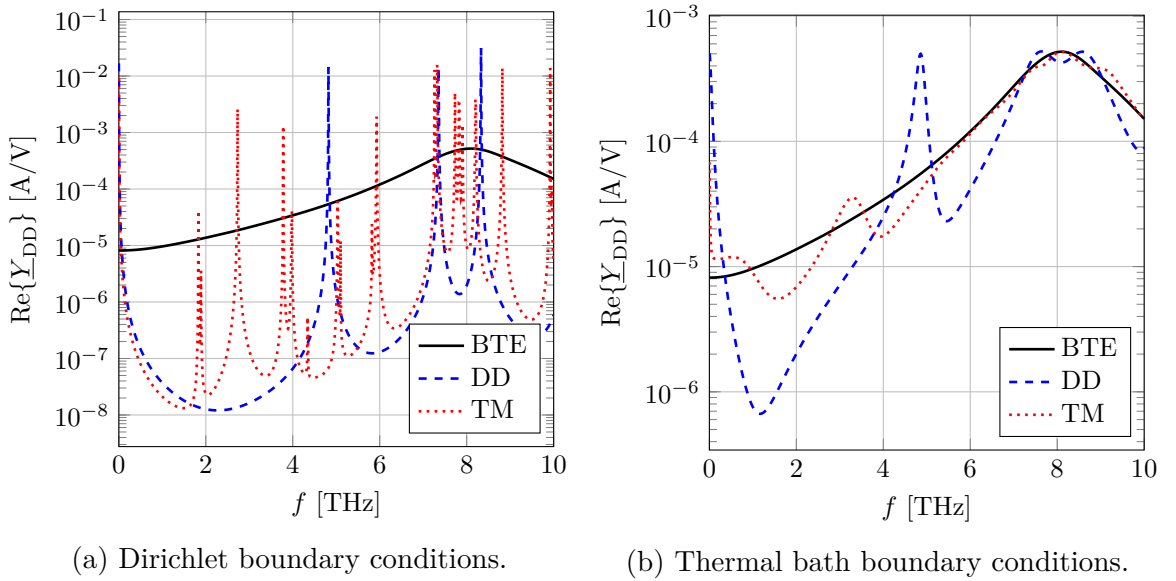 10⁻¹
10⁻²
10⁻³
10⁻⁴
10⁻⁵
10⁻⁶
10⁻⁷
10⁻⁸
Re{Y_DD} [A/V]
0 2 4 6 8 10
f [THz]
BTE
DD
TM
(a) Dirichlet boundary conditions.
10⁻³
10⁻⁴
10⁻⁵
10⁻⁶
Re{Y_DD} [A/V]
0 2 4 6 8 10
f [THz]
BTE
DD
TM
(b) Thermal bath boundary conditions.